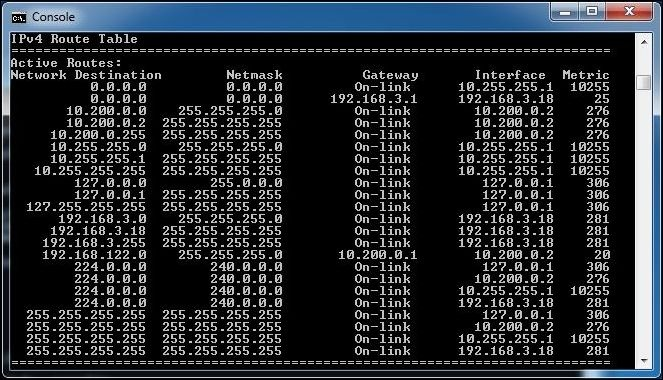 Console
IPv4 Route Table
===========================================================================
Active Routes:
Network Destination        Netmask          Gateway       Interface  Metric
0.0.0.0          0.0.0.0         On-link      10.255.255.1  10255
0.0.0.0          0.0.0.0      192.168.3.1     192.168.3.18     25
10.200.0.0    255.255.255.0         On-link        10.200.0.2    276
10.200.0.2  255.255.255.255         On-link        10.200.0.2    276
10.200.0.255  255.255.255.255         On-link        10.200.0.2    276
10.255.255.0    255.255.255.0         On-link      10.255.255.1  10255
10.255.255.1  255.255.255.255         On-link      10.255.255.1  10255
10.255.255.255  255.255.255.255         On-link      10.255.255.1  10255
127.0.0.0        255.0.0.0         On-link         127.0.0.1    306
127.0.0.1  255.255.255.255         On-link         127.0.0.1    306
127.255.255.255  255.255.255.255         On-link         127.0.0.1    306
192.168.3.0    255.255.255.0         On-link      192.168.3.18    281
192.168.3.18  255.255.255.255         On-link      192.168.3.18    281
192.168.3.255  255.255.255.255         On-link      192.168.3.18    281
192.168.122.0    255.255.255.0       10.200.0.1       10.200.0.2     20
224.0.0.0        240.0.0.0         On-link         127.0.0.1    306
224.0.0.0        240.0.0.0         On-link        10.200.0.2    276
224.0.0.0        240.0.0.0         On-link      10.255.255.1  10255
224.0.0.0        240.0.0.0         On-link      192.168.3.18    281
255.255.255.255  255.255.255.255         On-link         127.0.0.1    306
255.255.255.255  255.255.255.255         On-link        10.200.0.2    276
255.255.255.255  255.255.255.255         On-link      10.255.255.1  10255
255.255.255.255  255.255.255.255         On-link      192.168.3.18    281
===========================================================================